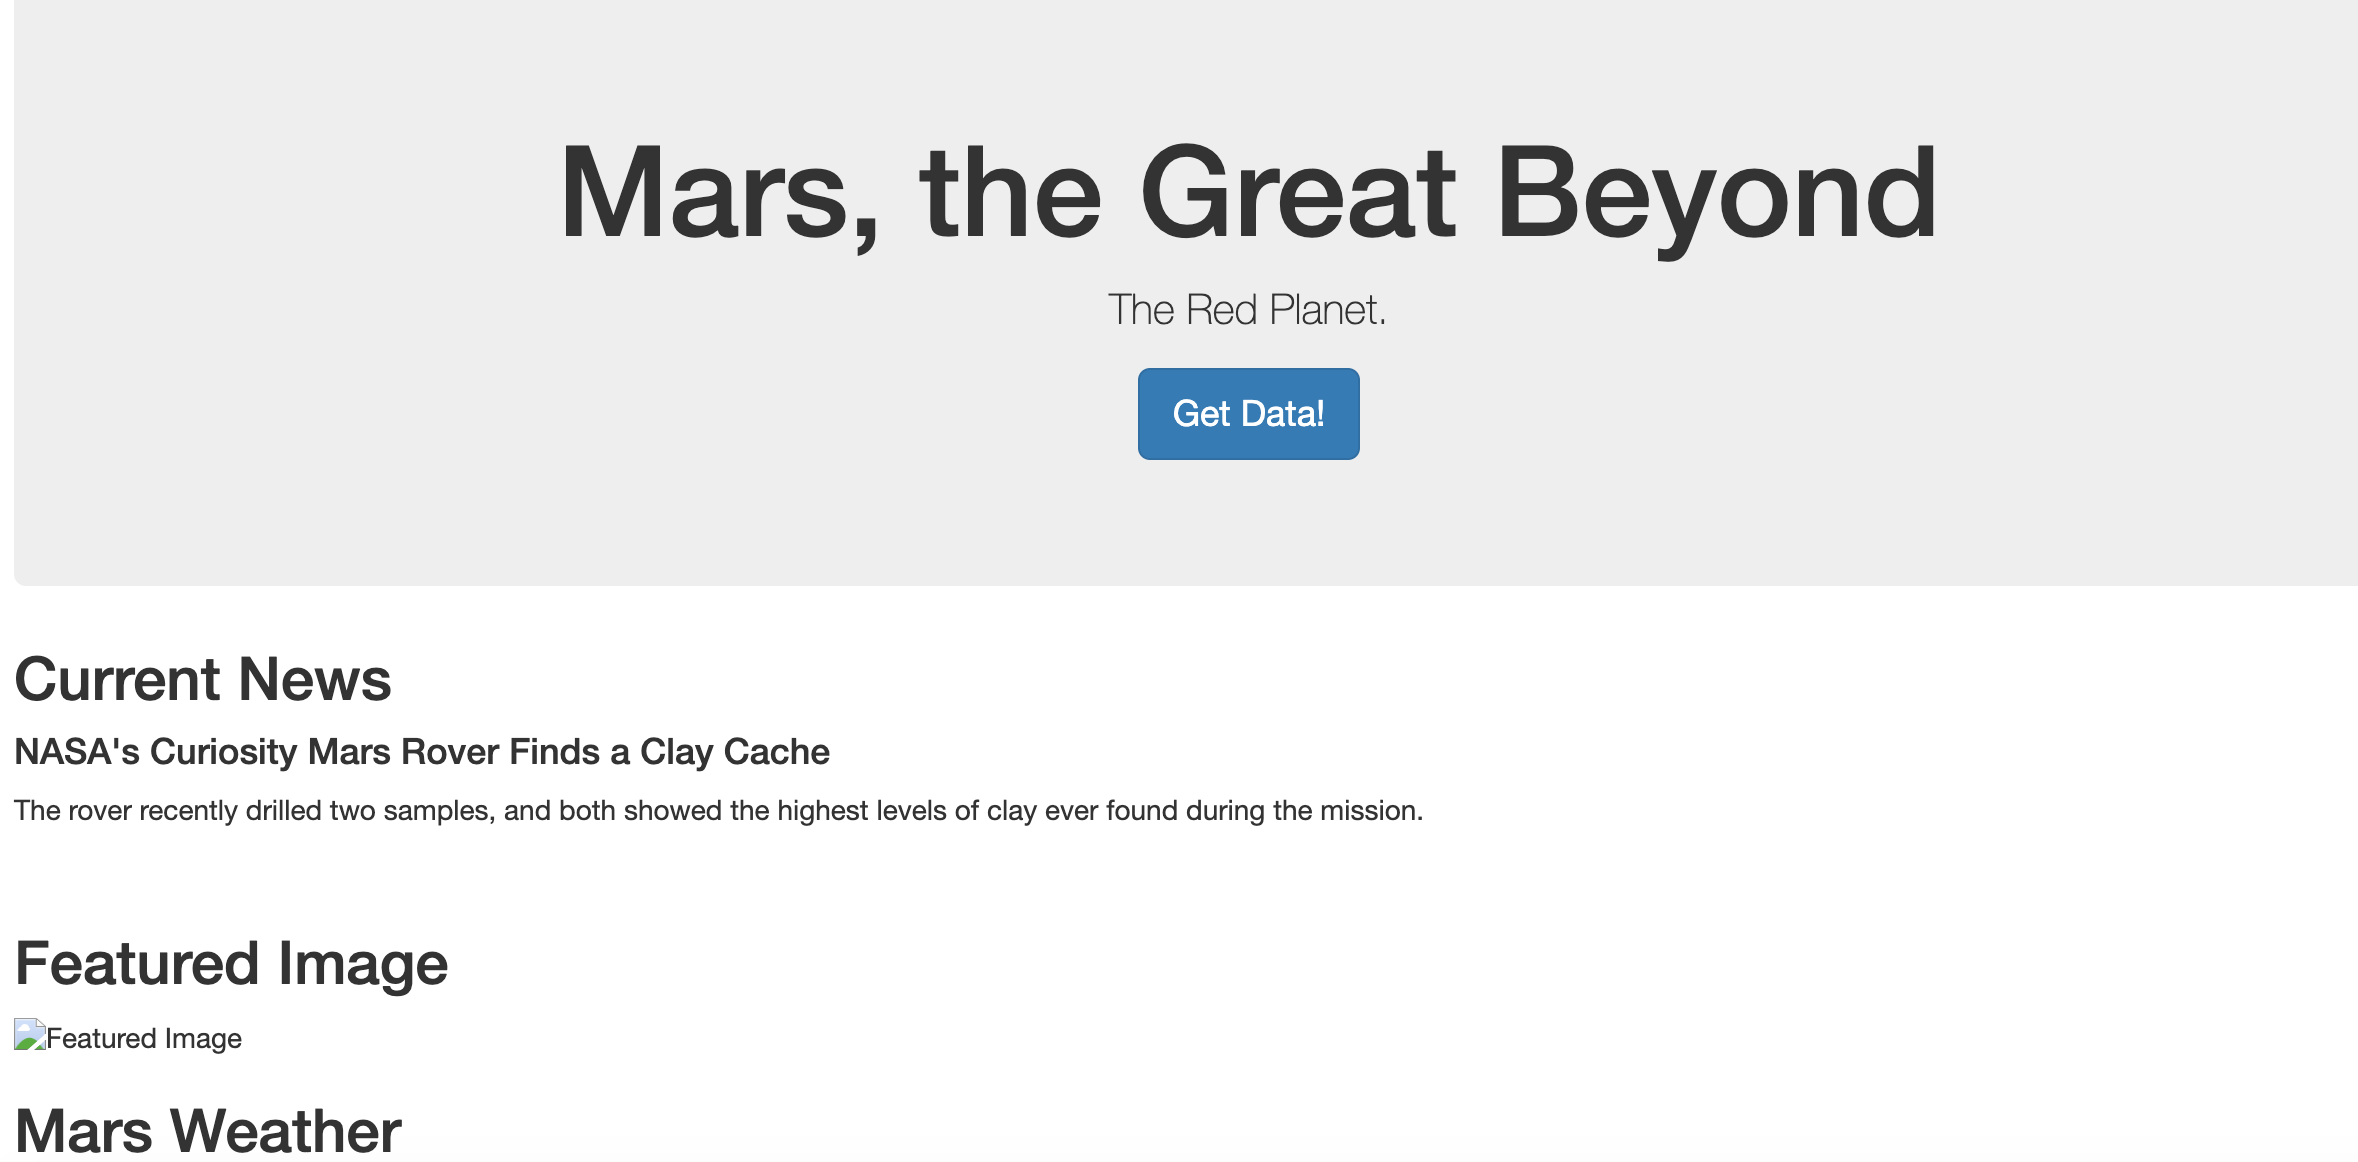 Mars, the Great Beyond
The Red Planet.
Get Data!
Current News
NASA's Curiosity Mars Rover Finds a Clay Cache
The rover recently drilled two samples, and both showed the highest levels of clay ever found during the mission.
Featured Image
Featured Image
Mars Weather